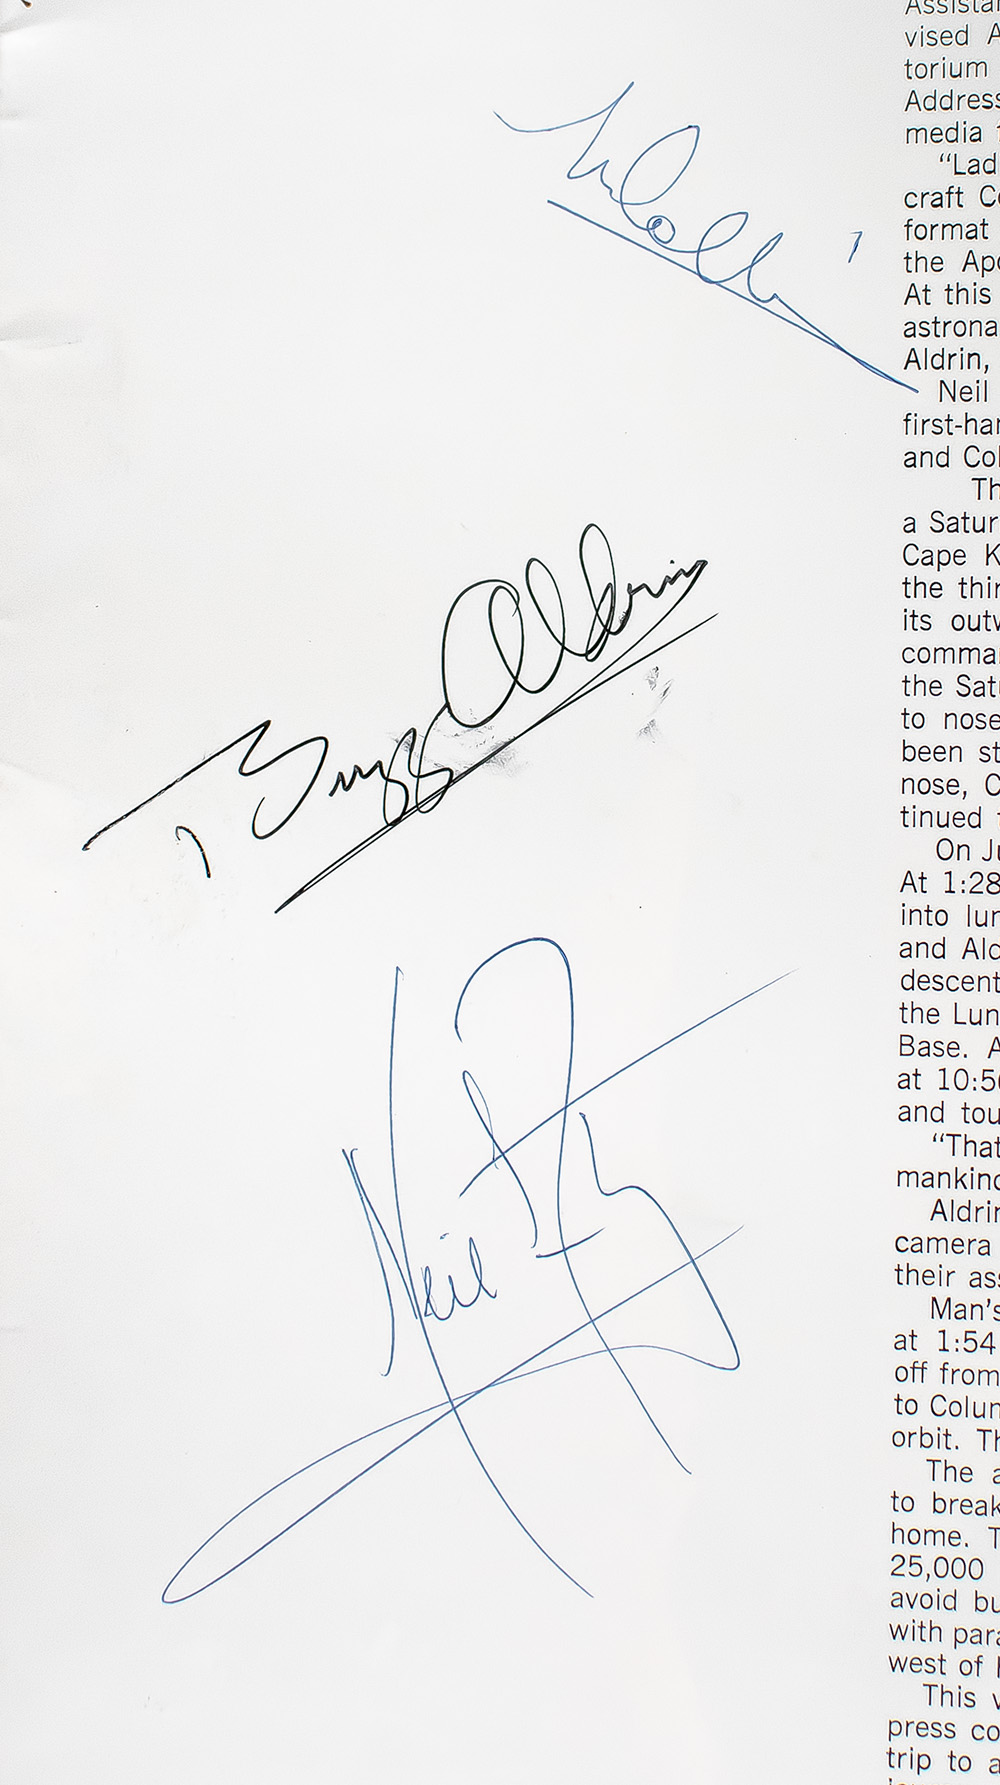 M Collins
Buzz Aldrin
Neil Armstrong
vised A
torium
Address
media
"Lad
craft
format
the
At this
astrona
Aldrin,
Neil
first-har
and Col
Th
a Satur
Cape K
the thir
its outw
comman
the Satu
to nose
been st
nose, C
tinued
On Ju
At 1:28
into lun
and Ald
descent
the Lun
Base. A
at 10:56
and tou
"That
mankind
Aldrin
camera
their ass
Man's
at 1:54
off from
to Colum
orbit. Th
The a
to break
home. T
25,000
avoid bu
with para
west of
This v
press co
trip to a